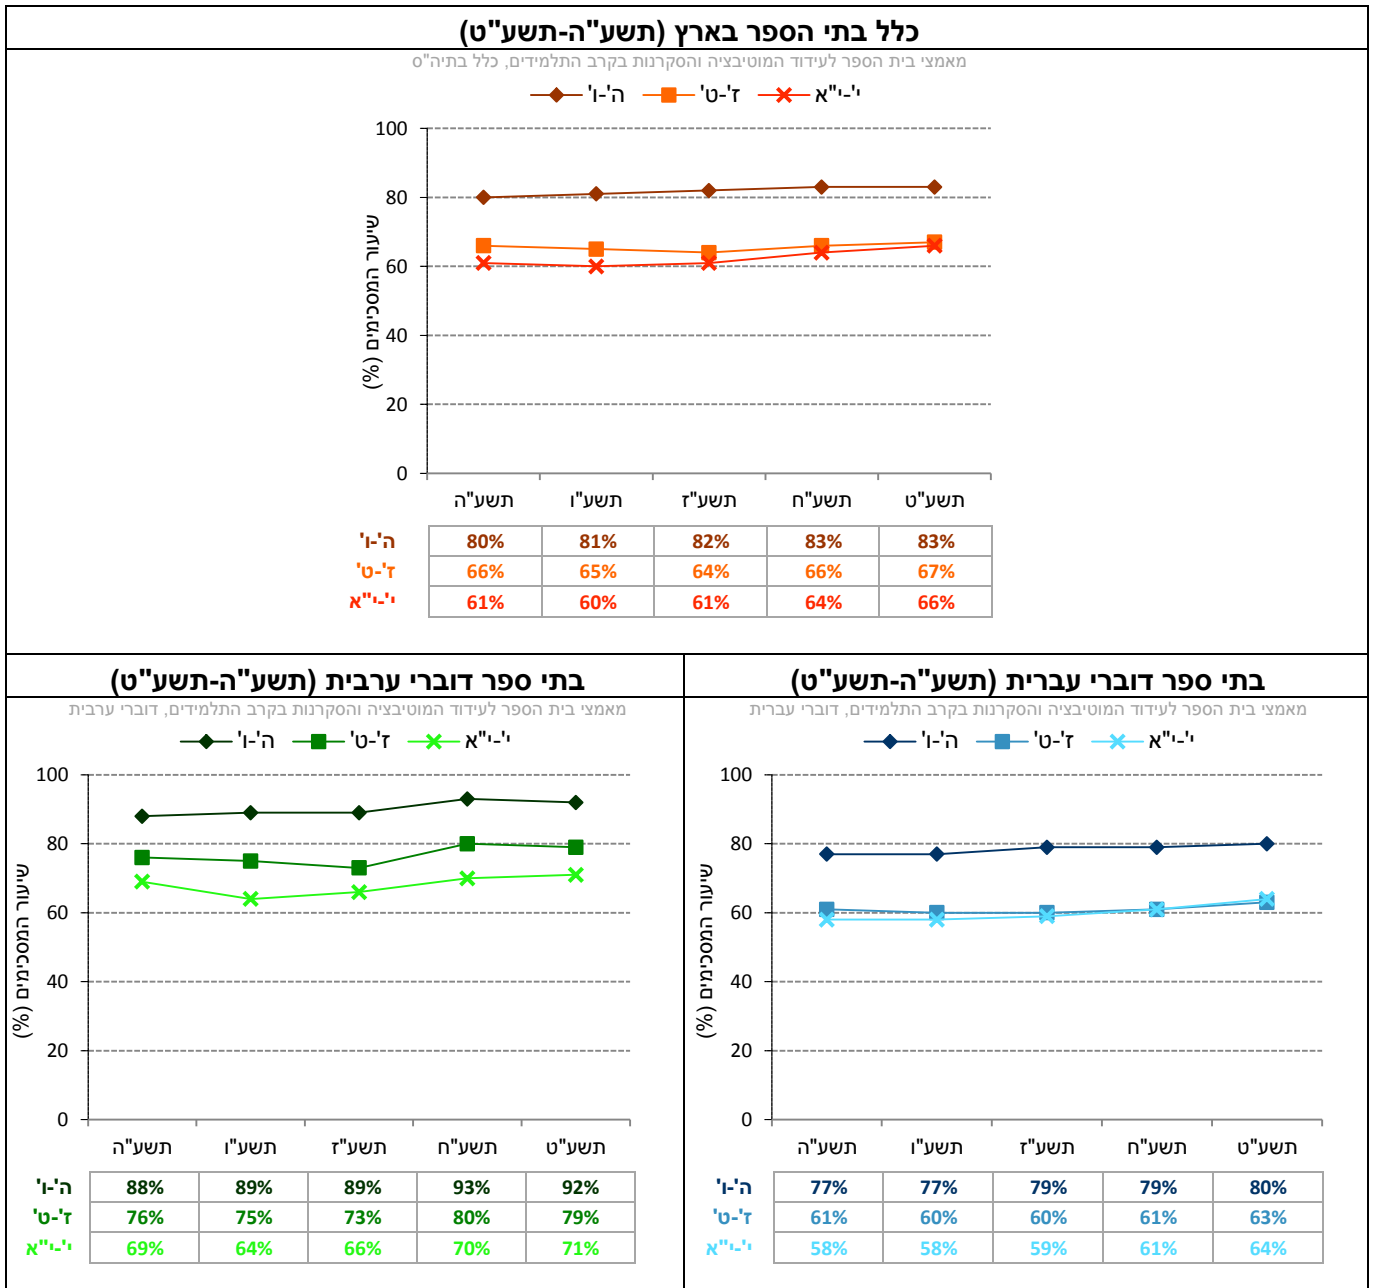 כלל בתי הספר בארץ (תשע"ה-תשע"ט)
מאמצי בית הספר לעידוד המוטיבציה והסקרנות בקרב התלמידים, כלל בתיה"ס
ה'-ו' ז'-ט' י'-י"א
שיעור המסכימים (%)
100
80
60
40
20
0
תשע"ה תשע"ו תשע"ז תשע"ח תשע"ט
ה'-ו' 80% 81% 82% 83% 83%
ז'-ט' 66% 65% 64% 66% 67%
י'-י"א 61% 60% 61% 64% 66%
בתי ספר דוברי עברית (תשע"ה-תשע"ט)
מאמצי בית הספר לעידוד המוטיבציה והסקרנות בקרב התלמידים, דוברי עברית
ה'-ו' ז'-ט' י'-י"א
שיעור המסכימים (%)
100
80
60
40
20
0
תשע"ה תשע"ו תשע"ז תשע"ח תשע"ט
ה'-ו' 77% 77% 79% 79% 80%
ז'-ט' 61% 60% 60% 61% 63%
י'-י"א 58% 58% 59% 61% 64%
בתי ספר דוברי ערבית (תשע"ה-תשע"ט)
מאמצי בית הספר לעידוד המוטיבציה והסקרנות בקרב התלמידים, דוברי ערבית
ה'-ו' ז'-ט' י'-י"א
שיעור המסכימים (%)
100
80
60
40
20
0
תשע"ה תשע"ו תשע"ז תשע"ח תשע"ט
ה'-ו' 88% 89% 89% 93% 92%
ז'-ט' 76% 75% 73% 80% 79%
י'-י"א 69% 64% 66% 70% 71%